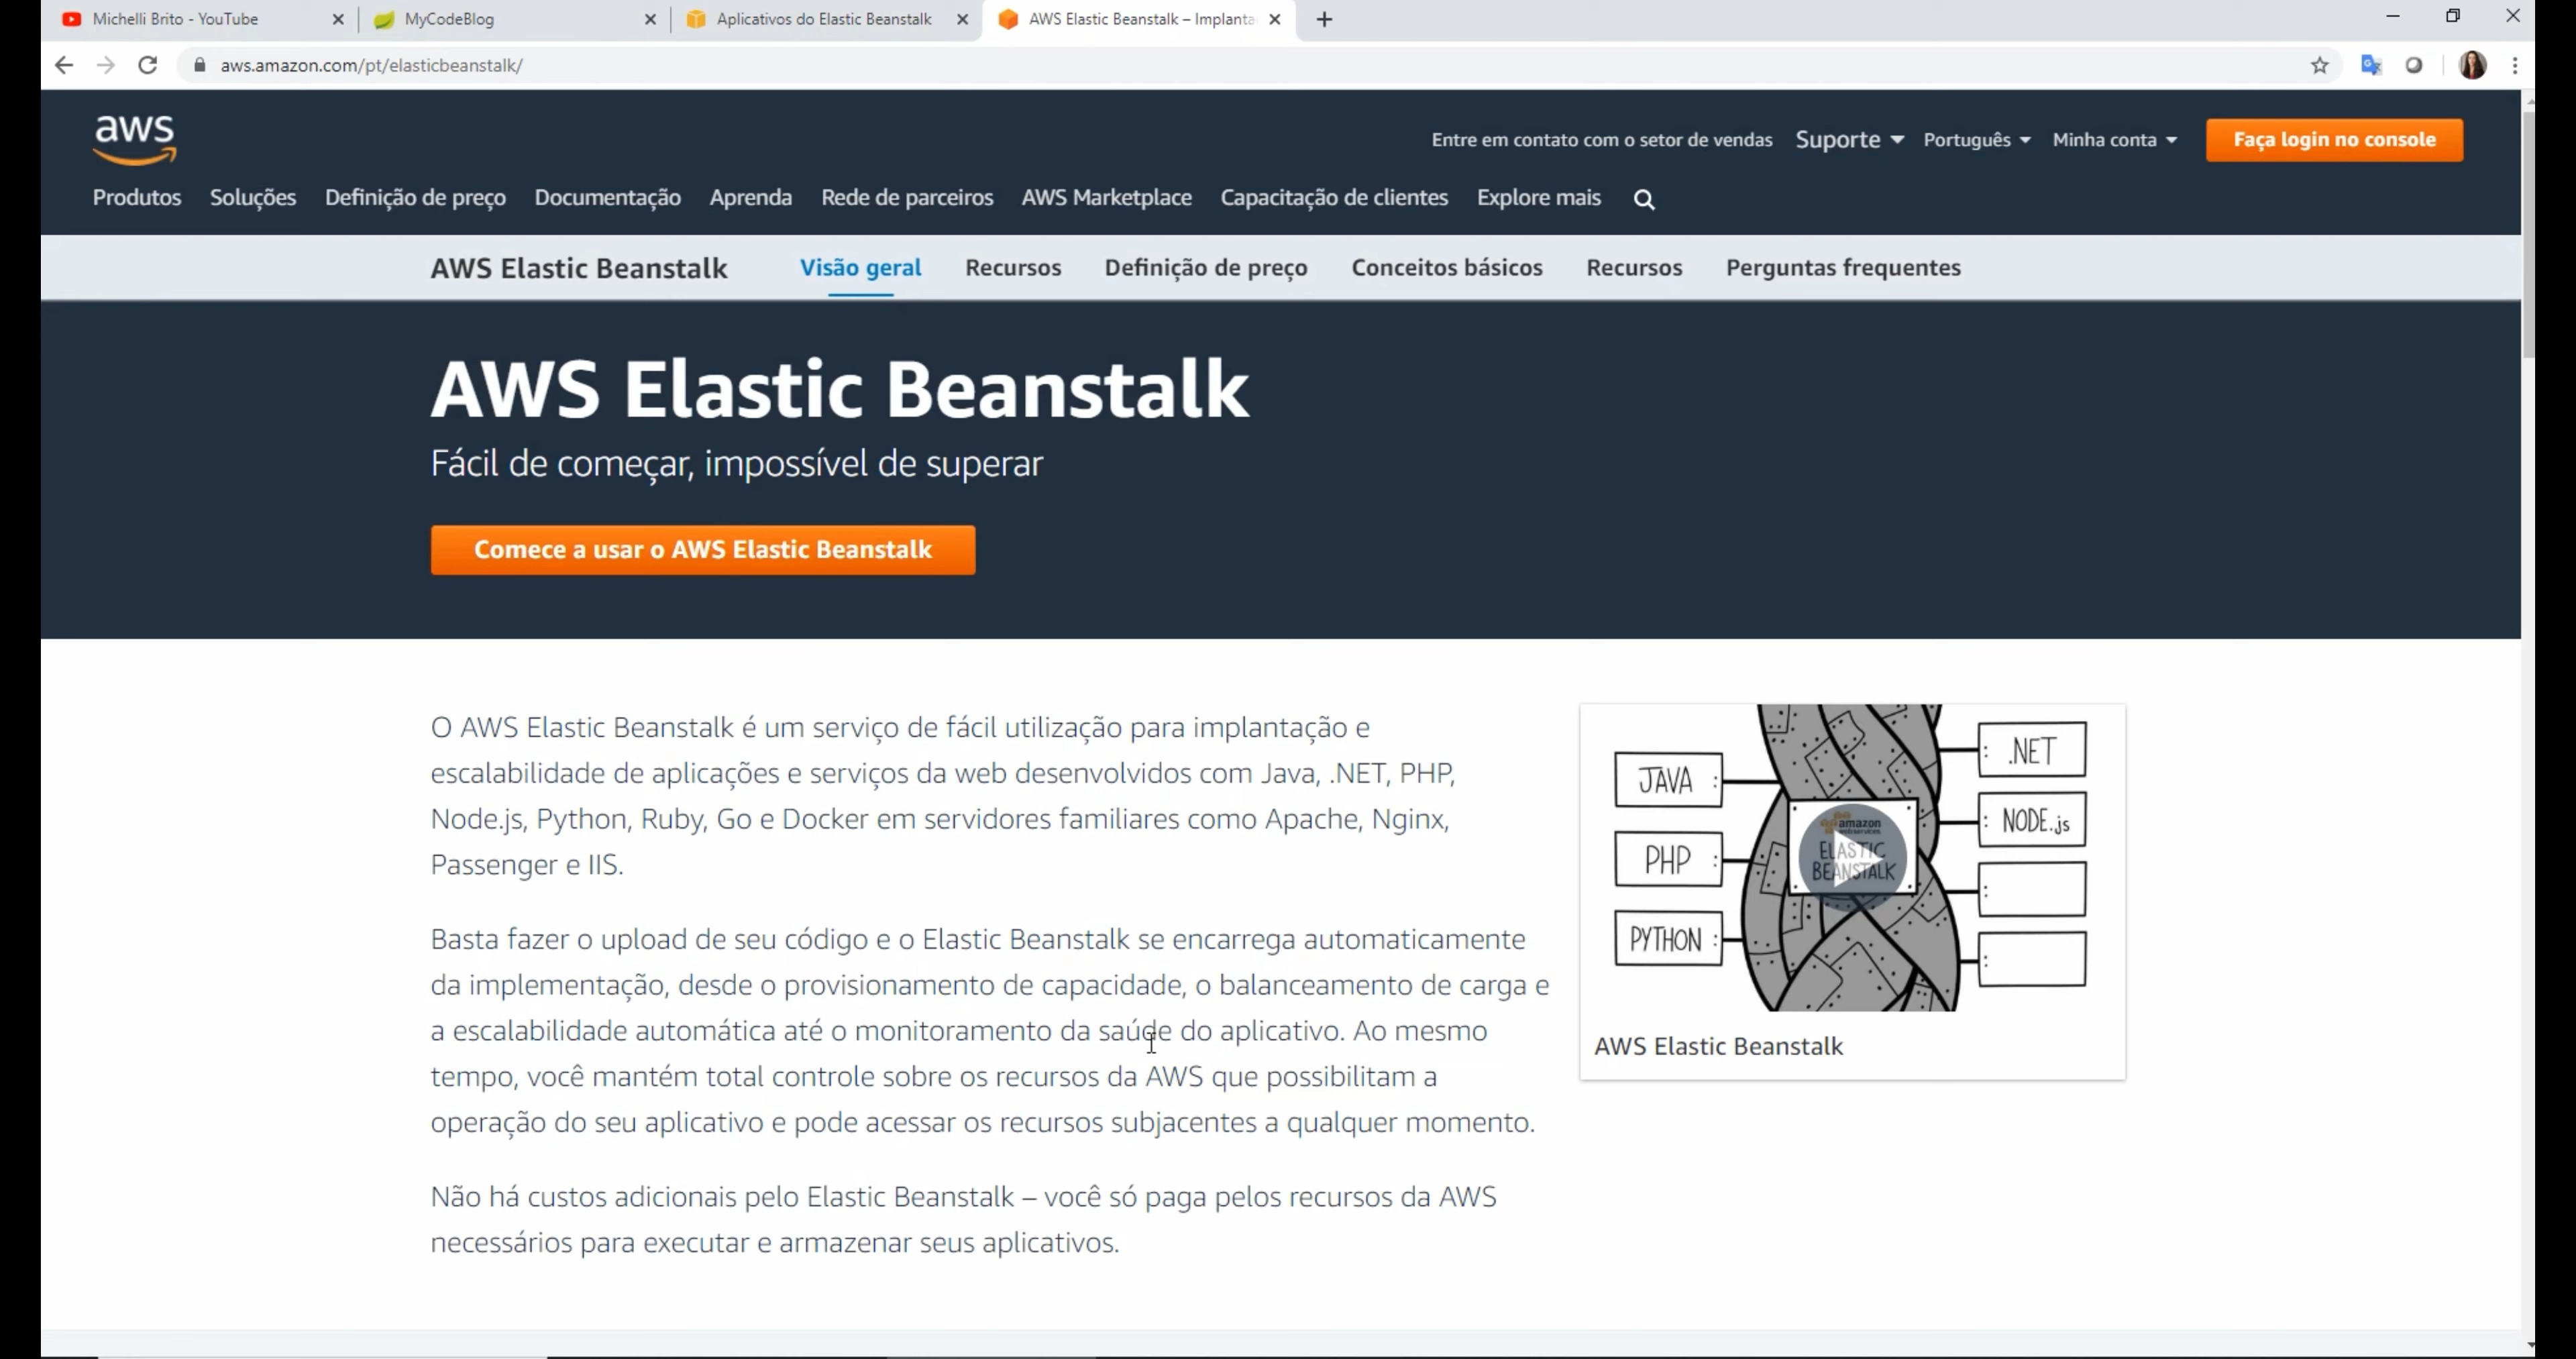 Michelli Brito - YouTube
MyCodeBlog
Aplicativos do Elastic Beanstalk
AWS Elastic Beanstalk – Implanta
aws.amazon.com/pt/elasticbeanstalk/
aws
Entre em contato com o setor de vendas
Suporte
Português
Minha conta
Faça login no console
Produtos
Soluções
Definição de preço
Documentação
Aprenda
Rede de parceiros
AWS Marketplace
Capacitação de clientes
Explore mais
AWS Elastic Beanstalk
Visão geral
Recursos
Definição de preço
Conceitos básicos
Recursos
Perguntas frequentes
AWS Elastic Beanstalk
Fácil de começar, impossível de superar
Comece a usar o AWS Elastic Beanstalk
O AWS Elastic Beanstalk é um serviço de fácil utilização para implantação e
escalabilidade de aplicações e serviços da web desenvolvidos com Java, .NET, PHP,
Node.js, Python, Ruby, Go e Docker em servidores familiares como Apache, Nginx,
Passenger e IIS.
Basta fazer o upload de seu código e o Elastic Beanstalk se encarrega automaticamente
da implementação, desde o provisionamento de capacidade, o balanceamento de carga e
a escalabilidade automática até o monitoramento da saúde do aplicativo. Ao mesmo
tempo, você mantém total controle sobre os recursos da AWS que possibilitam a
operação do seu aplicativo e pode acessar os recursos subjacentes a qualquer momento.
Não há custos adicionais pelo Elastic Beanstalk – você só paga pelos recursos da AWS
necessários para executar e armazenar seus aplicativos.
JAVA :
PHP :
PYTHON :
amazon
web services
ELASTIC
BEANSTALK
: .NET
: NODE.js
:
:
AWS Elastic Beanstalk